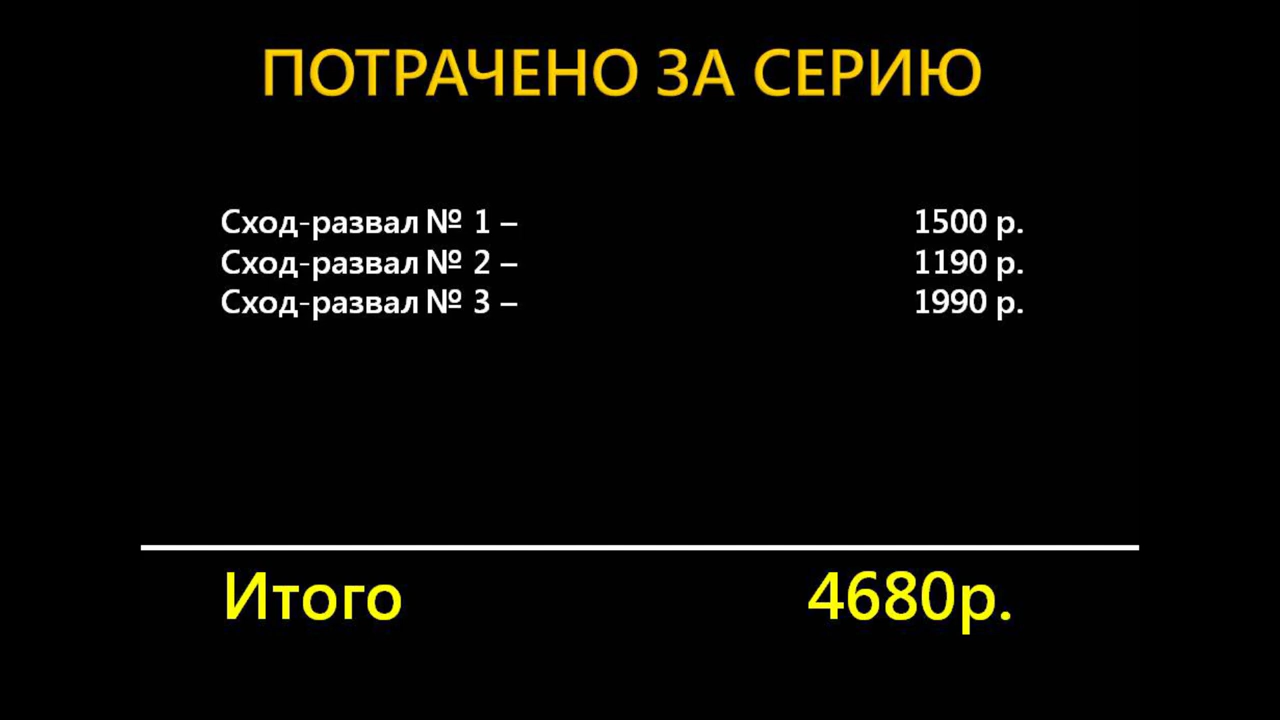 ПОТРАЧЕНО ЗА СЕРИЮ
Сход-развал № 1 – 1500 р.
Сход-развал № 2 – 1190 р.
Сход-развал № 3 – 1990 р.
Итого 4680р.